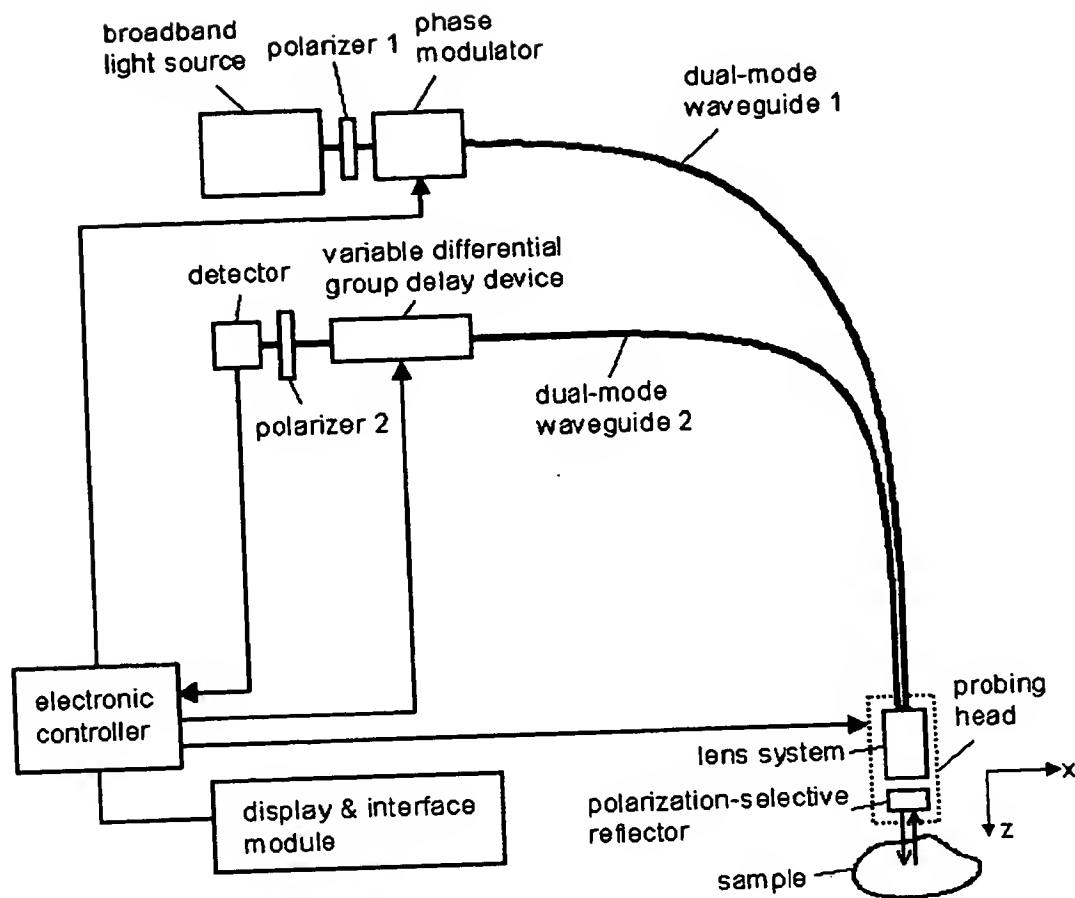 broadband
light source
polarizer 1
phase
modulator
dual-mode
waveguide 1
detector
variable differential
group delay device
polarizer 2
dual-mode
waveguide 2
electronic
controller
probing
head
lens system
x
polarization-selective
reflector
z
display & interface
module
sample